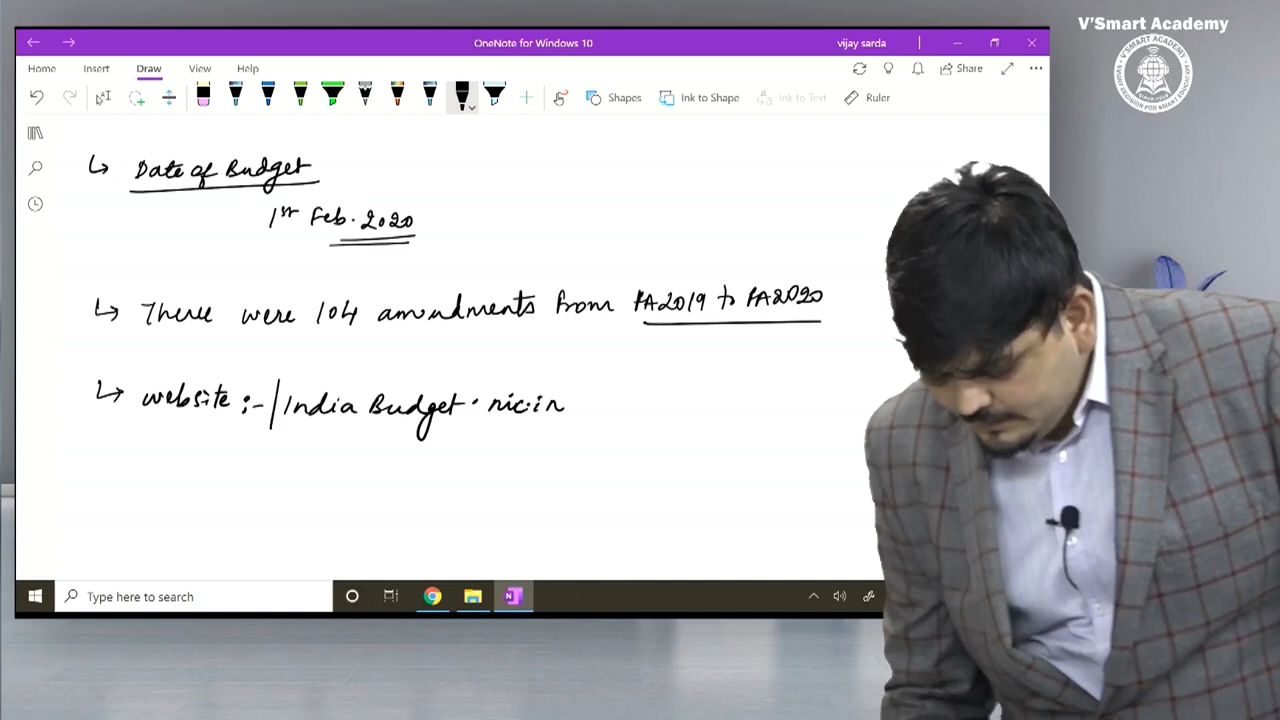 V'Smart Academy
OneNote for Windows 10
vijay sarda
Home Insert Draw View Help
Share
Shapes Ink to Shape Ink to Text Ruler
↳ Date of Budget
1st Feb. 2020
↳ There were 104 amendments from FA2019 to FA2020
↳ website :- / India Budget . nic.in
Type here to search